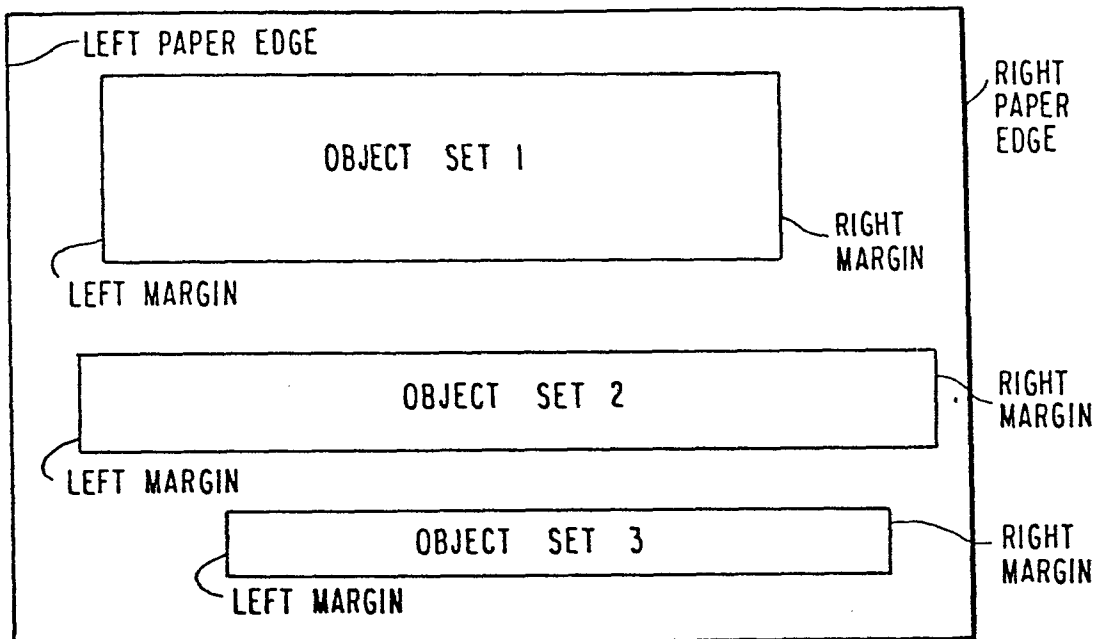 LEFT PAPER EDGE
RIGHT
PAPER
EDGE
OBJECT SET 1
RIGHT
MARGIN
LEFT MARGIN
OBJECT SET 2
RIGHT
MARGIN
LEFT MARGIN
OBJECT SET 3
RIGHT
MARGIN
LEFT MARGIN